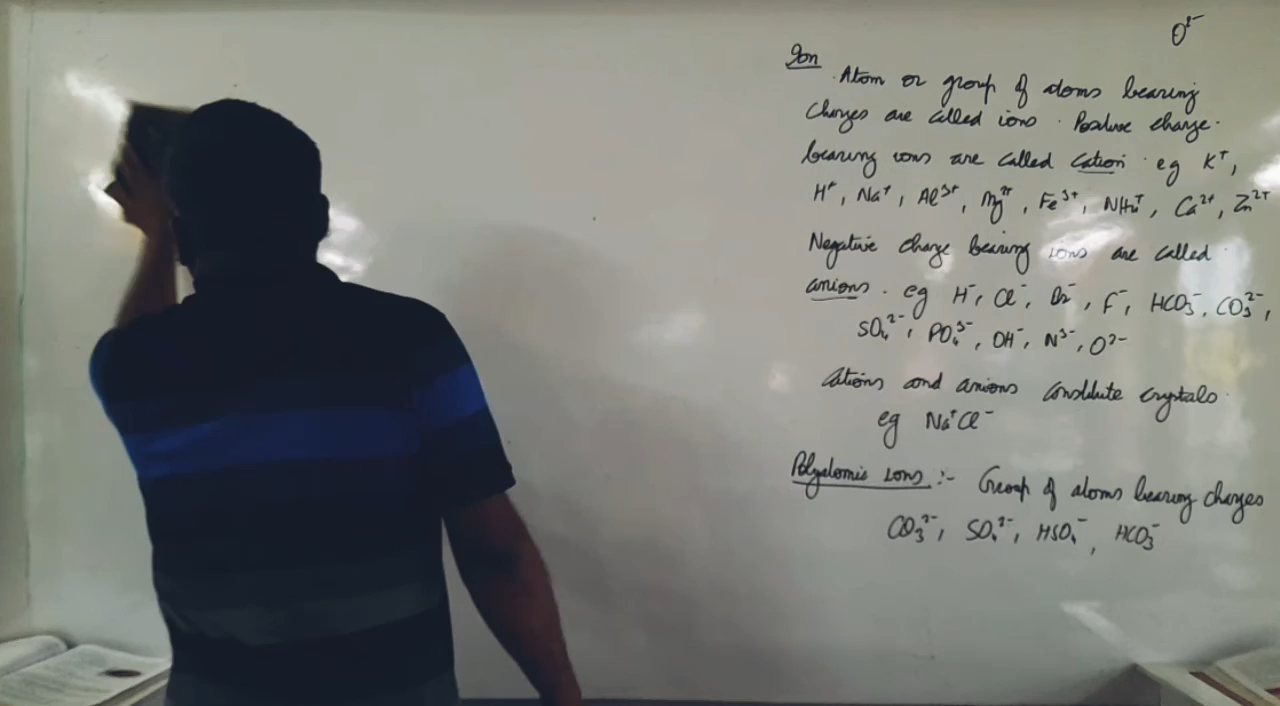 O²⁻
Ion
Atom or group of atoms bearing
charges are called ions. Positive charge.
bearing ions are called cation. eg K⁺,
H⁺, Na⁺, Al³⁺, Mg²⁺, Fe³⁺, NH₄⁺, Ca²⁺, Zn²⁺
Negative charge bearing ions are called
anions. eg H⁻, Cl⁻, Br⁻, F⁻, HCO₃⁻, CO₃²⁻,
SO₄²⁻, PO₄³⁻, OH⁻, N³⁻, O²⁻
Cations and anions constitute crystals.
eg Na⁺Cl⁻
Polyatomic ions :- Group of atoms bearing charges
CO₃²⁻, SO₄²⁻, HSO₄⁻, HCO₃⁻